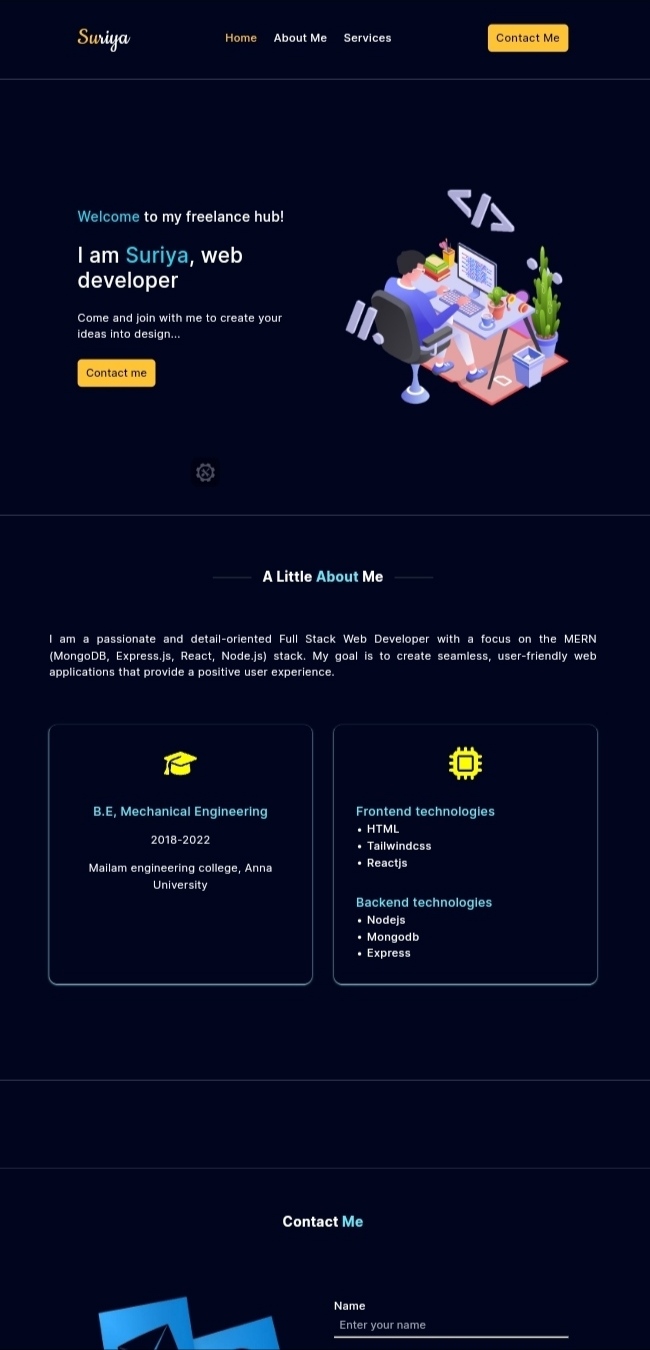 Suriya
Home
About Me
Services
Contact Me
Welcome to my freelance hub!
I am Suriya, web
developer
Come and join with me to create your
ideas into design...
Contact me
</>
A Little About Me
I am a passionate and detail-oriented Full Stack Web Developer with a focus on the MERN
(MongoDB, Express.js, React, Node.js) stack. My goal is to create seamless, user-friendly web
applications that provide a positive user experience.
B.E, Mechanical Engineering
2018-2022
Mailam engineering college, Anna
University
Frontend technologies
• HTML
• Tailwindcss
• Reactjs
Backend technologies
• Nodejs
• Mongodb
• Express
Contact Me
Name
Enter your name